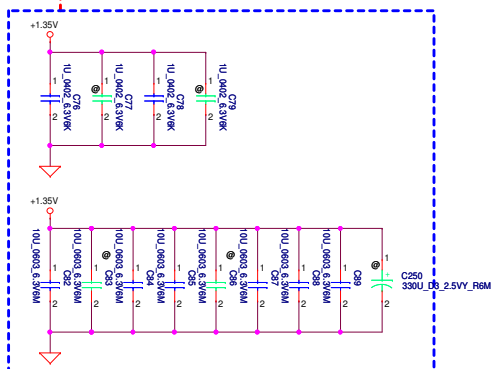 +1.35V
1
2
1U_0402_6.3V6K
C76
@
1
2
1U_0402_6.3V6K
C77
1
2
1U_0402_6.3V6K
C78
@
1
2
1U_0402_6.3V6K
C79
+1.35V
1
2
10U_0603_6.3V6M
C82
@
1
2
10U_0603_6.3V6M
C83
1
2
10U_0603_6.3V6M
C84
1
2
10U_0603_6.3V6M
C85
@
1
2
10U_0603_6.3V6M
C86
1
2
10U_0603_6.3V6M
C87
1
2
10U_0603_6.3V6M
C88
1
2
10U_0603_6.3V6M
C89
@
1
+
2
C250
330U_D3_2.5VY_R6M